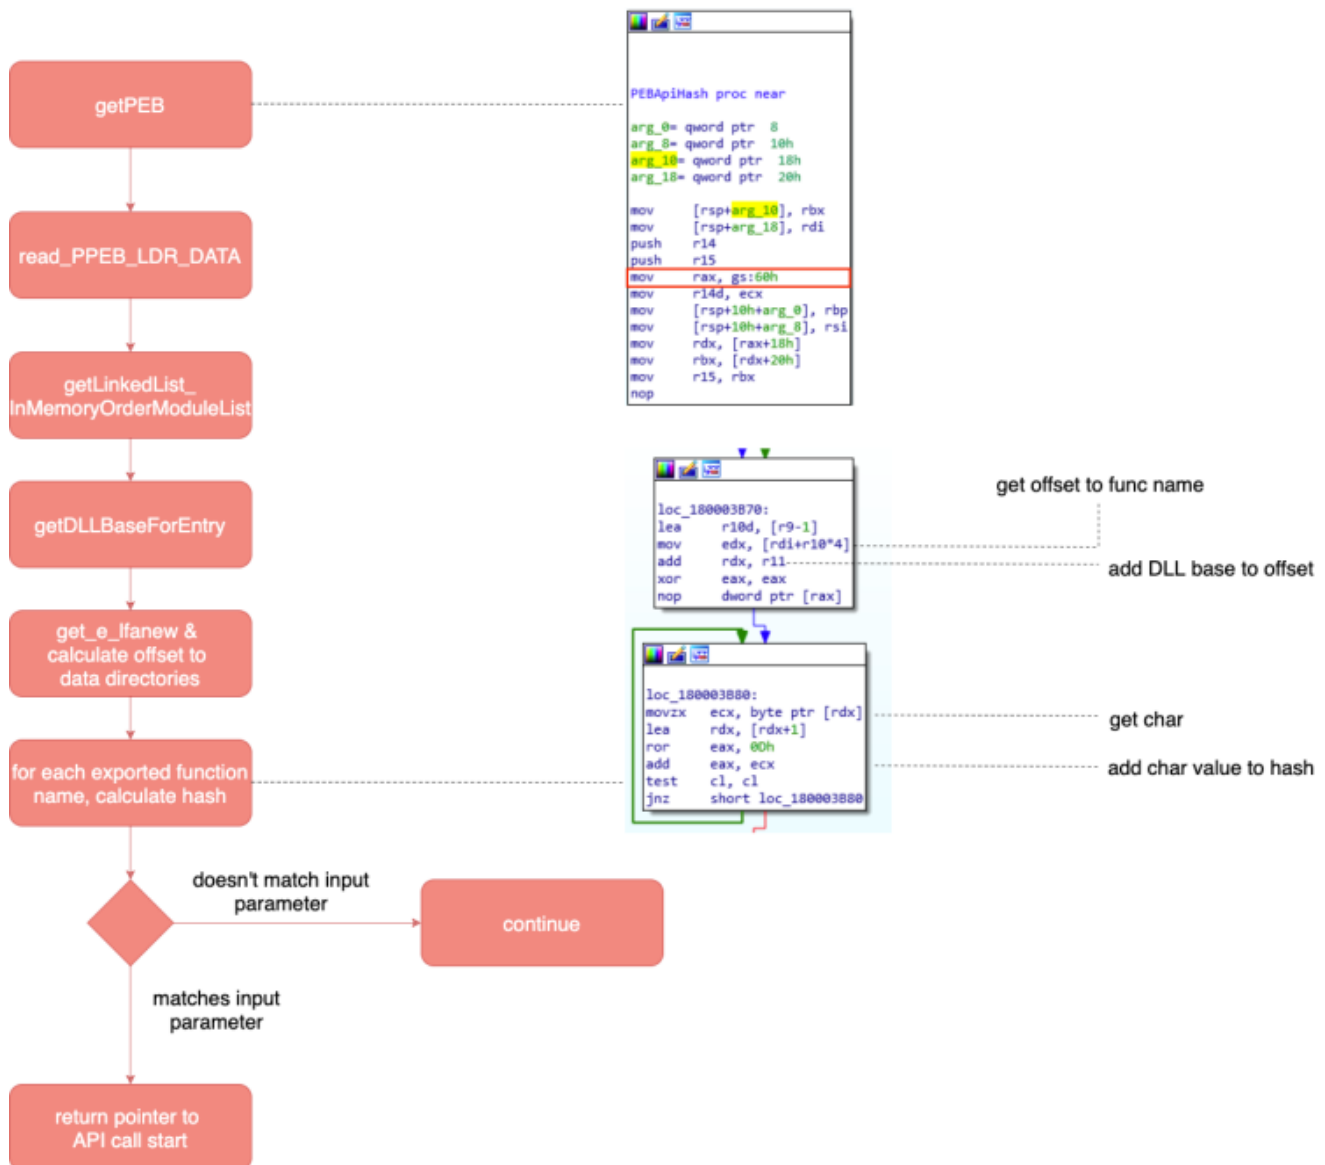 getPEB
read_PPEB_LDR_DATA
getLinkedList_
InMemoryOrderModuleList
getDLLBaseForEntry
get_e_lfanew &
calculate offset to
data directories
for each exported function
name, calculate hash
doesn't match input
parameter
continue
matches input
parameter
return pointer to
API call start
PEBApiHash proc near
arg_0= qword ptr  8
arg_8= qword ptr  10h
arg_10= qword ptr  18h
arg_18= qword ptr  20h
mov     [rsp+arg_10], rbx
mov     [rsp+arg_18], rdi
push    r14
push    r15
mov     rax, gs:60h
mov     r14d, ecx
mov     [rsp+10h+arg_0], rbp
mov     [rsp+10h+arg_8], rsi
mov     rdx, [rax+18h]
mov     rbx, [rdx+20h]
mov     r15, rbx
nop
loc_180003B70:
lea     r10d, [r9-1]
mov     edx, [rdi+r10*4]
add     rdx, r11
xor     eax, eax
nop     dword ptr [rax]
get offset to func name
add DLL base to offset
loc_180003B80:
movzx   ecx, byte ptr [rdx]
lea     rdx, [rdx+1]
ror     eax, 0Dh
add     eax, ecx
test    cl, cl
jnz     short loc_180003B80
get char
add char value to hash